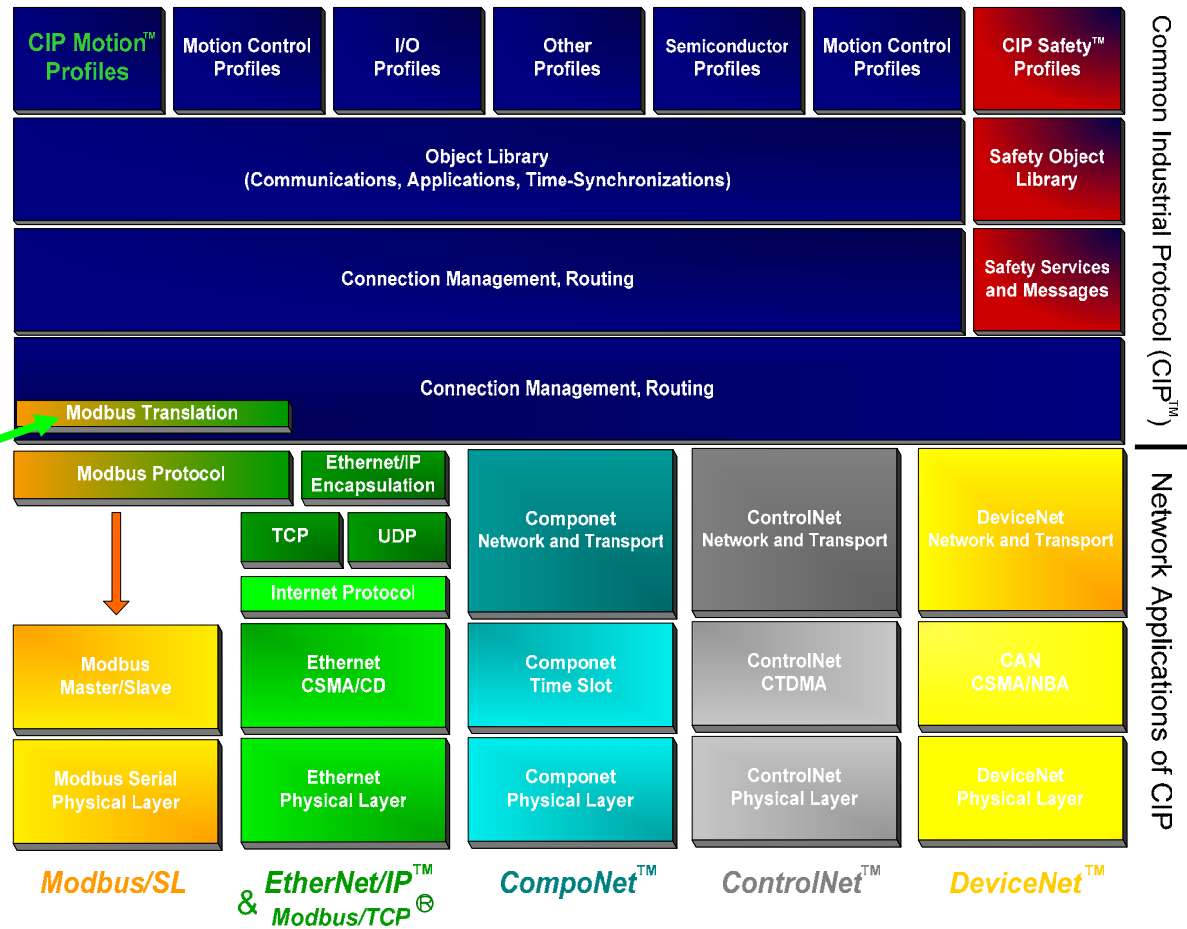 CIP Motion™
Profiles
Motion Control
Profiles
I/O
Profiles
Other
Profiles
Semiconductor
Profiles
Motion Control
Profiles
CIP Safety™
Profiles
Object Library
(Communications, Applications, Time-Synchronizations)
Safety Object
Library
Connection Management, Routing
Safety Services
and Messages
Connection Management, Routing
Modbus Translation
Common Industrial Protocol (CIP™)
Modbus Protocol
Ethernet/IP
Encapsulation
TCP
UDP
Internet Protocol
Componet
Network and Transport
ControlNet
Network and Transport
DeviceNet
Network and Transport
Modbus
Master/Slave
Ethernet
CSMA/CD
Componet
Time Slot
ControlNet
CTDMA
CAN
CSMA/NBA
Modbus Serial
Physical Layer
Ethernet
Physical Layer
Componet
Physical Layer
ControlNet
Physical Layer
DeviceNet
Physical Layer
Network Applications of CIP
Modbus/SL
EtherNet/IP™
& Modbus/TCP ®
CompoNet™
ControlNet™
DeviceNet™